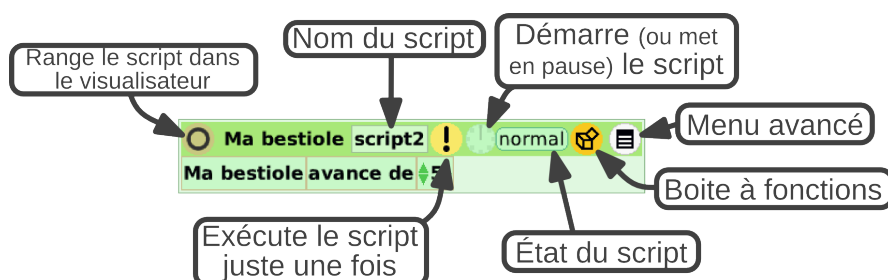 Range le script dans
le visualisateur
Nom du script
Démarre (ou met
en pause) le script
Menu avancé
Ma bestiole script2 ! normal
Ma bestiole avance de 5
Boite à fonctions
Exécute le script
juste une fois
État du script